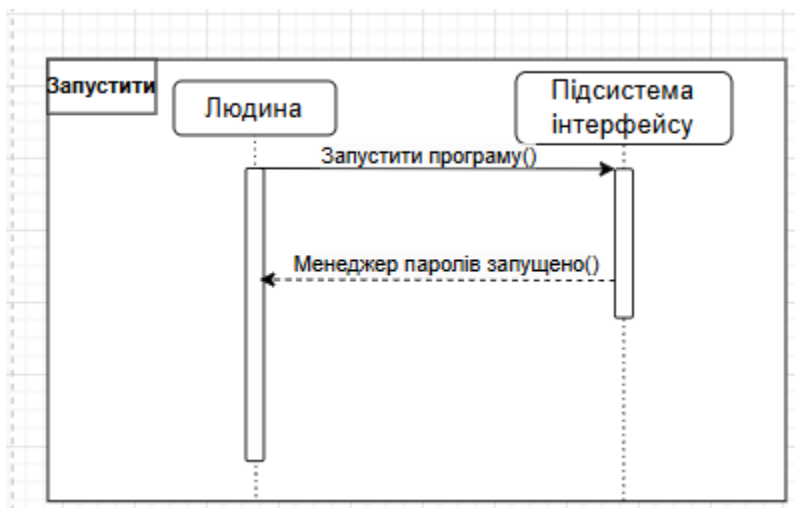 Запустити
Людина
Підсистема
інтерфейсу
Запустити програму()
Менеджер паролів запущено()